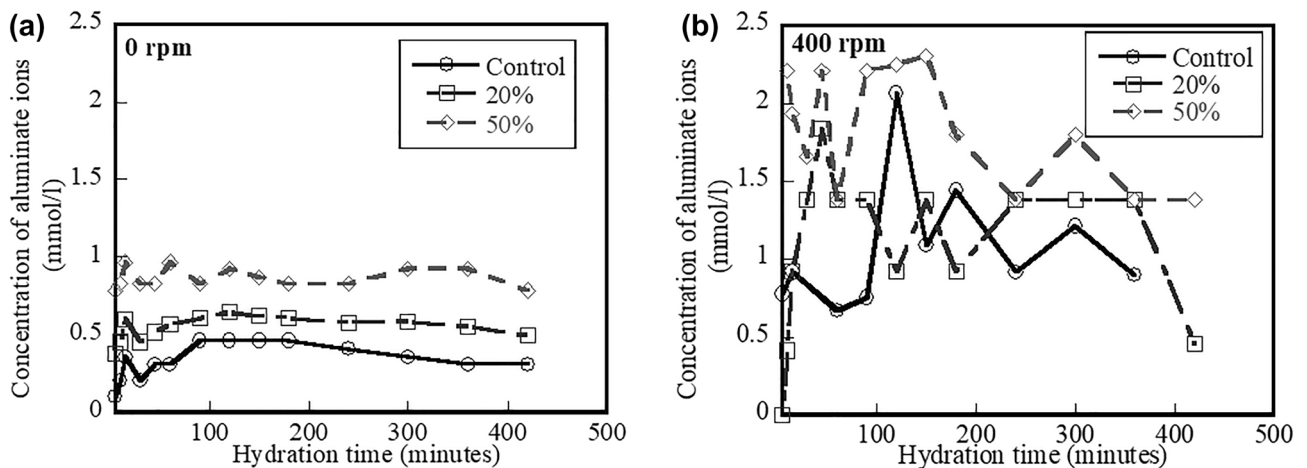 (a)
Concentration of aluminate ions
(mmol/l)
2.5
2
1.5
1
0.5
0
0 rpm
Control
20%
50%
100 200 300 400 500
Hydration time (minutes)
(b)
Concentration of aluminate ions
(mmol/l)
2.5
2
1.5
1
0.5
0
400 rpm
Control
20%
50%
100 200 300 400 500
Hydration time (minutes)